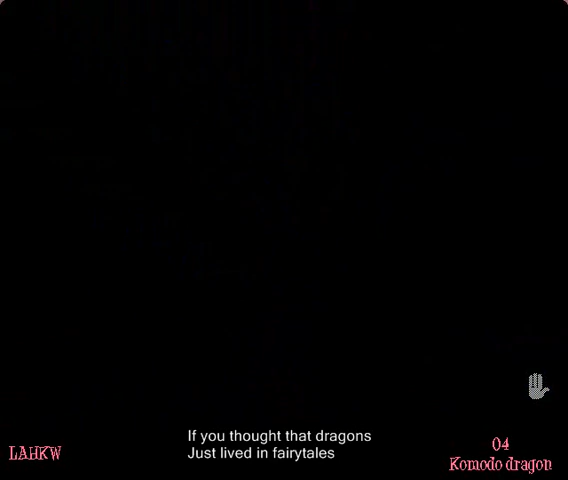 If you thought that dragons
Just lived in fairytales
LAHKW
04
Komodo dragon